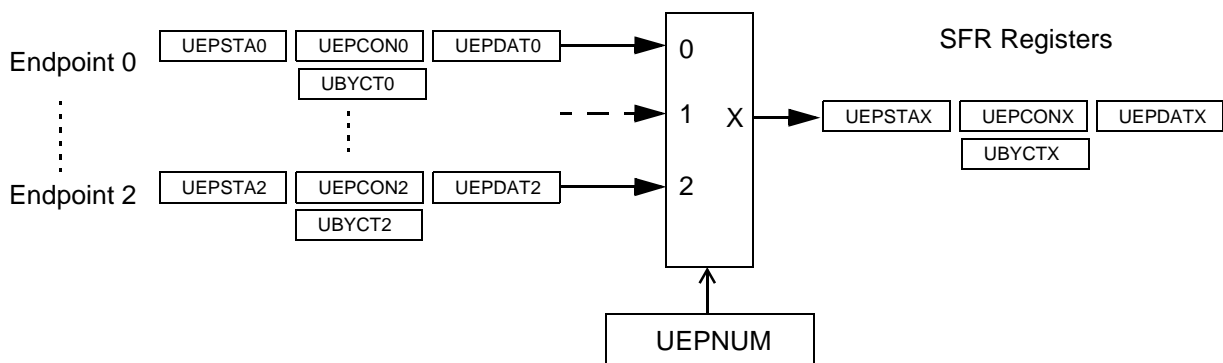 Endpoint 0
UEPSTA0 UEPCON0 UEPDAT0
UBYCT0
0
SFR Registers
1
X
UEPSTAX UEPCONX UEPDATX
UBYCTX
Endpoint 2
UEPSTA2 UEPCON2 UEPDAT2
UBYCT2
2
UEPNUM